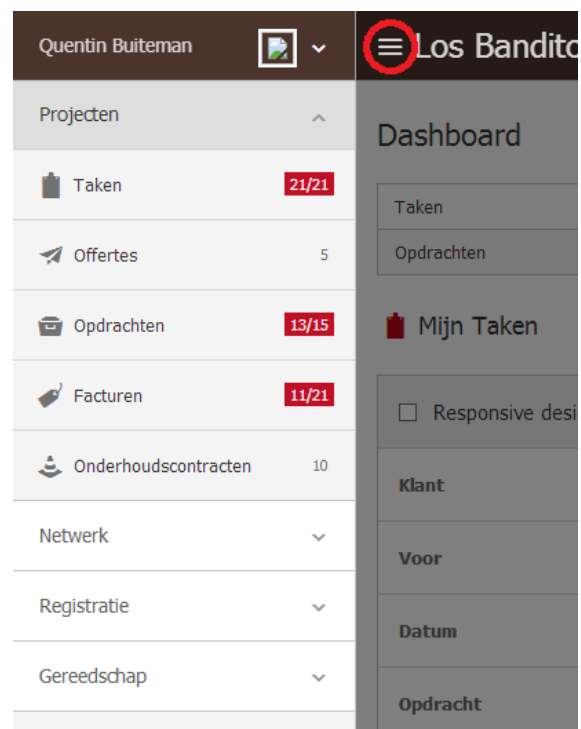 Quentin Buiteman
Projecten
Taken 21/21
Offertes 5
Opdrachten 13/15
Facturen 11/21
Onderhoudscontracten 10
Netwerk
Registratie
Gereedschap
Los Bandito
Dashboard
Taken
Opdrachten
Mijn Taken
Responsive desi
Klant
Voor
Datum
Opdracht